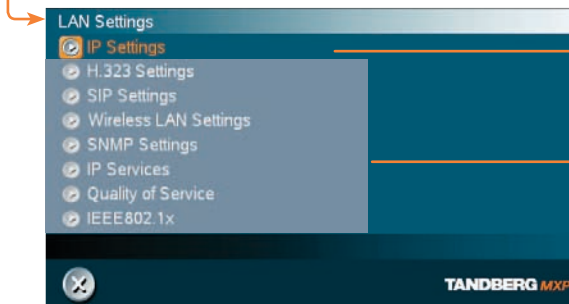 LAN Settings
IP Settings
H.323 Settings
SIP Settings
Wireless LAN Settings
SNMP Settings
IP Services
Quality of Service
IEEE802.1x
TANDBERG MXP